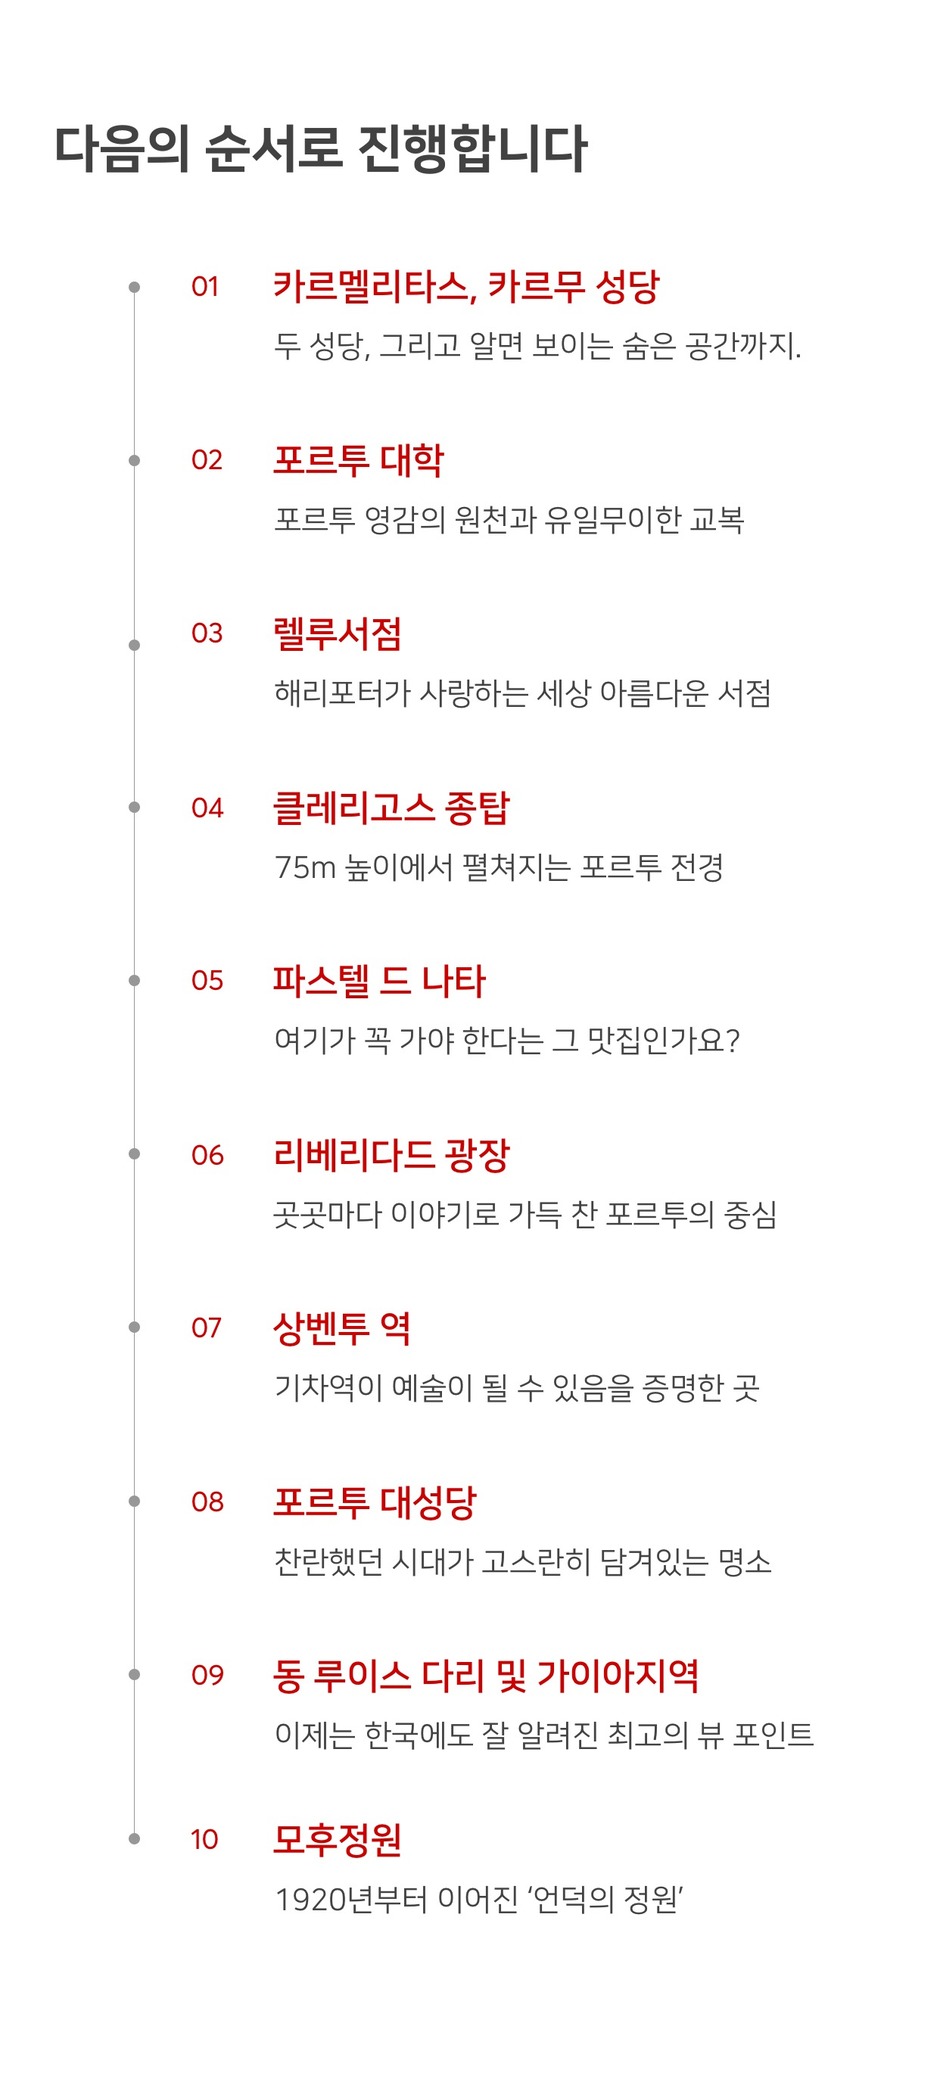 다음의 순서로 진행합니다
01 카르멜리타스, 카르무 성당
두 성당, 그리고 알면 보이는 숨은 공간까지.
02 포르투 대학
포르투 영감의 원천과 유일무이한 교복
03 렐루서점
해리포터가 사랑하는 세상 아름다운 서점
04 클레리고스 종탑
75m 높이에서 펼쳐지는 포르투 전경
05 파스텔 드 나타
여기가 꼭 가야 한다는 그 맛집인가요?
06 리베리다드 광장
곳곳마다 이야기로 가득 찬 포르투의 중심
07 상벤투 역
기차역이 예술이 될 수 있음을 증명한 곳
08 포르투 대성당
찬란했던 시대가 고스란히 담겨있는 명소
09 동 루이스 다리 및 가이아지역
이제는 한국에도 잘 알려진 최고의 뷰 포인트
10 모후정원
1920년부터 이어진 ‘언덕의 정원’